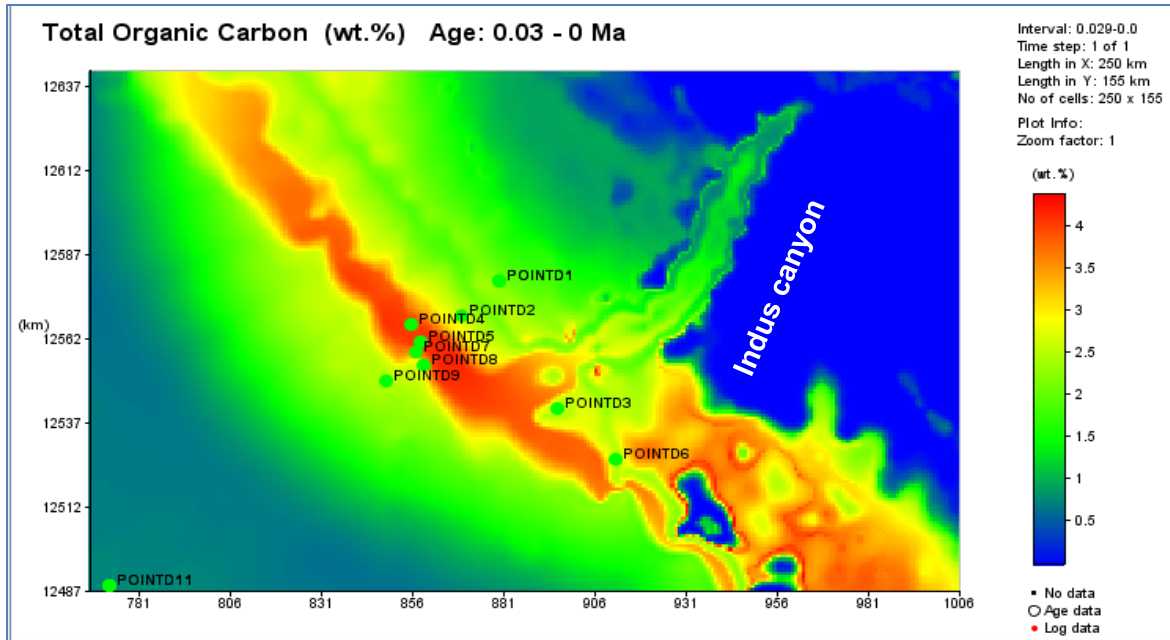 Total Organic Carbon (wt.%) Age: 0.03 - 0 Ma
Interval: 0.029-0.0
Time step: 1 of 1
Length in X: 250 km
Length in Y: 155 km
No of cells: 250 x 155
Plot Info:
Zoom factor: 1
(wt.%)
4
3.5
3
2.5
2
1.5
1
0.5
No data
Age data
Log data
(km)
12637
12612
12587
12562
12537
12512
12487
Indus canyon
POINTD1
POINTD2
POINTD4
POINTD5
POINTD7
POINTD8
POINTD9
POINTD3
POINTD6
POINTD11
781 806 831 856 881 906 931 956 981 1006